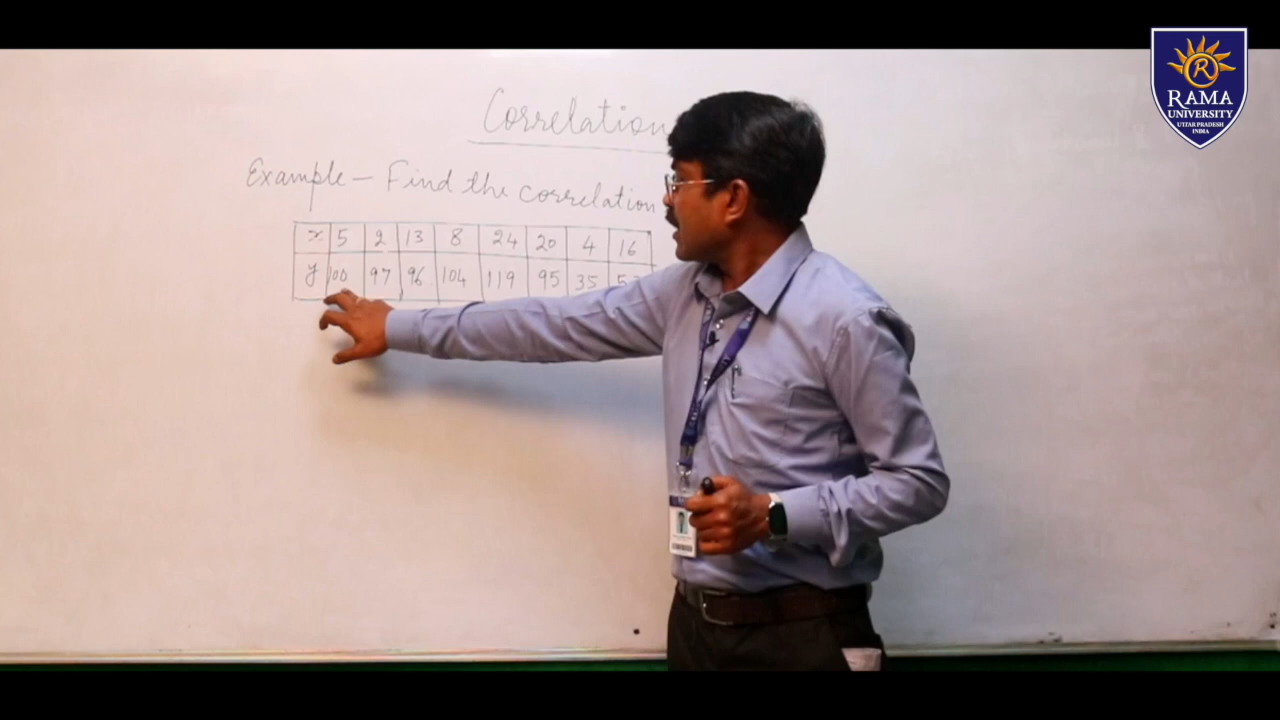 Correlation
Example – Find the correlation
x 5 2 13 8 24 20 4 16
y 100 97 96 104 119 95 35
R
RAMA
UNIVERSITY
UTTAR PRADESH
INDIA